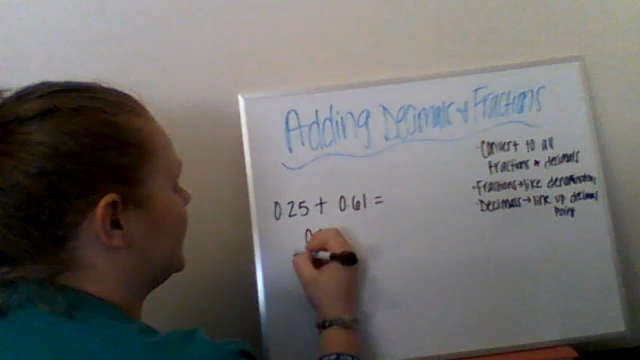 Adding Decimals & Fractions
· Convert to all
fractions or decimals
· Fractions → like denominators
· Decimals → line up decimal
point
0.25 + 0.61 =